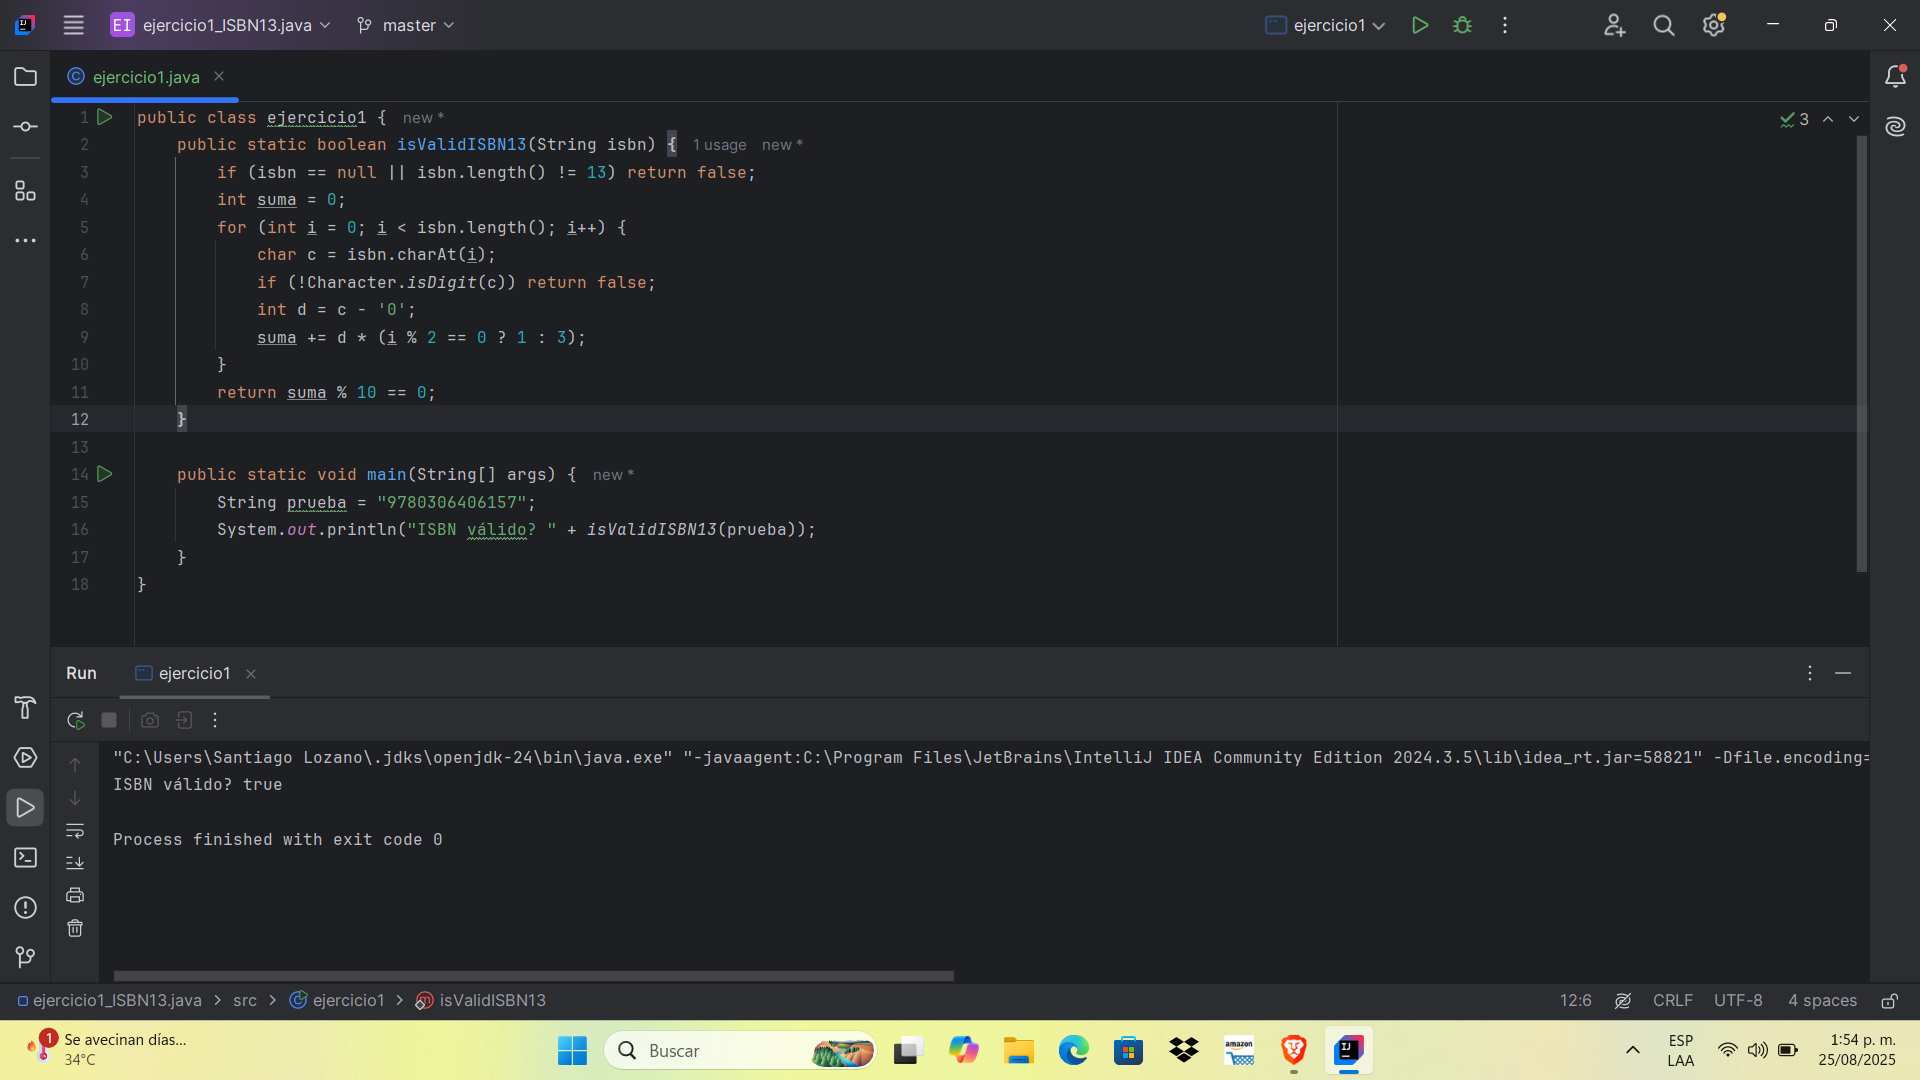 EI ejercicio1_ISBN13.java master ejercicio1
ejercicio1.java
1 public class ejercicio1 { new *
2 public static boolean isValidISBN13(String isbn) { 1 usage new *
3 if (isbn == null || isbn.length() != 13) return false;
4 int suma = 0;
5 for (int i = 0; i < isbn.length(); i++) {
6 char c = isbn.charAt(i);
7 if (!Character.isDigit(c)) return false;
8 int d = c - '0';
9 suma += d * (i % 2 == 0 ? 1 : 3);
10 }
11 return suma % 10 == 0;
12 }
13
14 public static void main(String[] args) { new *
15 String prueba = "9780306406157";
16 System.out.println("ISBN válido? " + isValidISBN13(prueba));
17 }
18 }
3
Run ejercicio1
"C:\Users\Santiago Lozano\.jdks\openjdk-24\bin\java.exe" "-javaagent:C:\Program Files\JetBrains\IntelliJ IDEA Community Edition 2024.3.5\lib\idea_rt.jar=58821" -Dfile.encoding=
ISBN válido? true
Process finished with exit code 0
ejercicio1_ISBN13.java > src > ejercicio1 > isValidISBN13 12:6 CRLF UTF-8 4 spaces
1 Se avecinan días...
34°C
Buscar
amazon
ESP
LAA
1:54 p. m.
25/08/2025